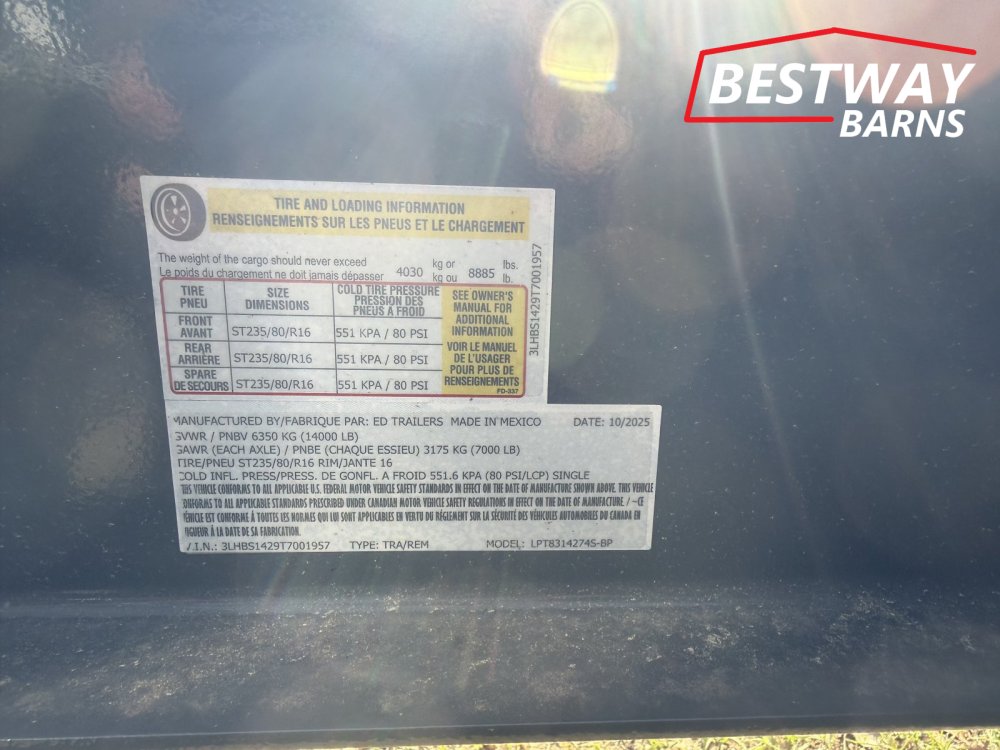 BESTWAY
BARNS
TIRE AND LOADING INFORMATION
RENSEIGNEMENTS SUR LES PNEUS ET LE CHARGEMENT
The weight of the cargo should never exceed
Le poids du chargement ne doit jamais dépasser
4030 kg or kg ou 8885 lbs. lb.
TIRE PNEU
SIZE DIMENSIONS
COLD TIRE PRESSURE PRESSION DES PNEUS A FROID
FRONT AVANT ST235/80/R16 551 KPA / 80 PSI
REAR ARRIÈRE ST235/80/R16 551 KPA / 80 PSI
SPARE DE SECOURS ST235/80/R16 551 KPA / 80 PSI
SEE OWNER'S
MANUAL FOR
ADDITIONAL
INFORMATION
VOIR LE MANUEL
DE L'USAGER
POUR PLUS DE
RENSEIGNEMENTS
PD-337
3LHBS1429T7001957
MANUFACTURED BY/FABRIQUE PAR: ED TRAILERS MADE IN MEXICO DATE: 10/2025
GVWR / PNBV 6350 KG (14000 LB)
GAWR (EACH AXLE) / PNBE (CHAQUE ESSIEU) 3175 KG (7000 LB)
TIRE/PNEU ST235/80/R16 RIM/JANTE 16
COLD INFL. PRESS/PRESS. DE GONFL. A FROID 551.6 KPA (80 PSI/LCP) SINGLE
THIS VEHICLE CONFORMS TO ALL APPLICABLE U.S. FEDERAL MOTOR VEHICLE SAFETY STANDARDS IN EFFECT ON THE DATE OF MANUFACTURE SHOWN ABOVE. THIS VEHICLE
CONFORMS TO ALL APPLICABLE STANDARDS PRESCRIBED UNDER CANADIAN MOTOR VEHICLE SAFETY REGULATIONS IN EFFECT ON THE DATE OF MANUFACTURE. / -CE
VÉHICLE EST CONFORME À TOUTES LES NORMES QUI LUI SONT APPLICABLES EN VERTU DU RÉGLEMENT SUR LA SÉCURITÉ DES VÉHICULES AUTOMOBILES DU CANADA EN
VIGUEUR À LA DATE DE SA FABRICATION.
V.I.N.: 3LHBS1429T7001957 TYPE: TRA/REM MODEL: LPT8314274S-BP